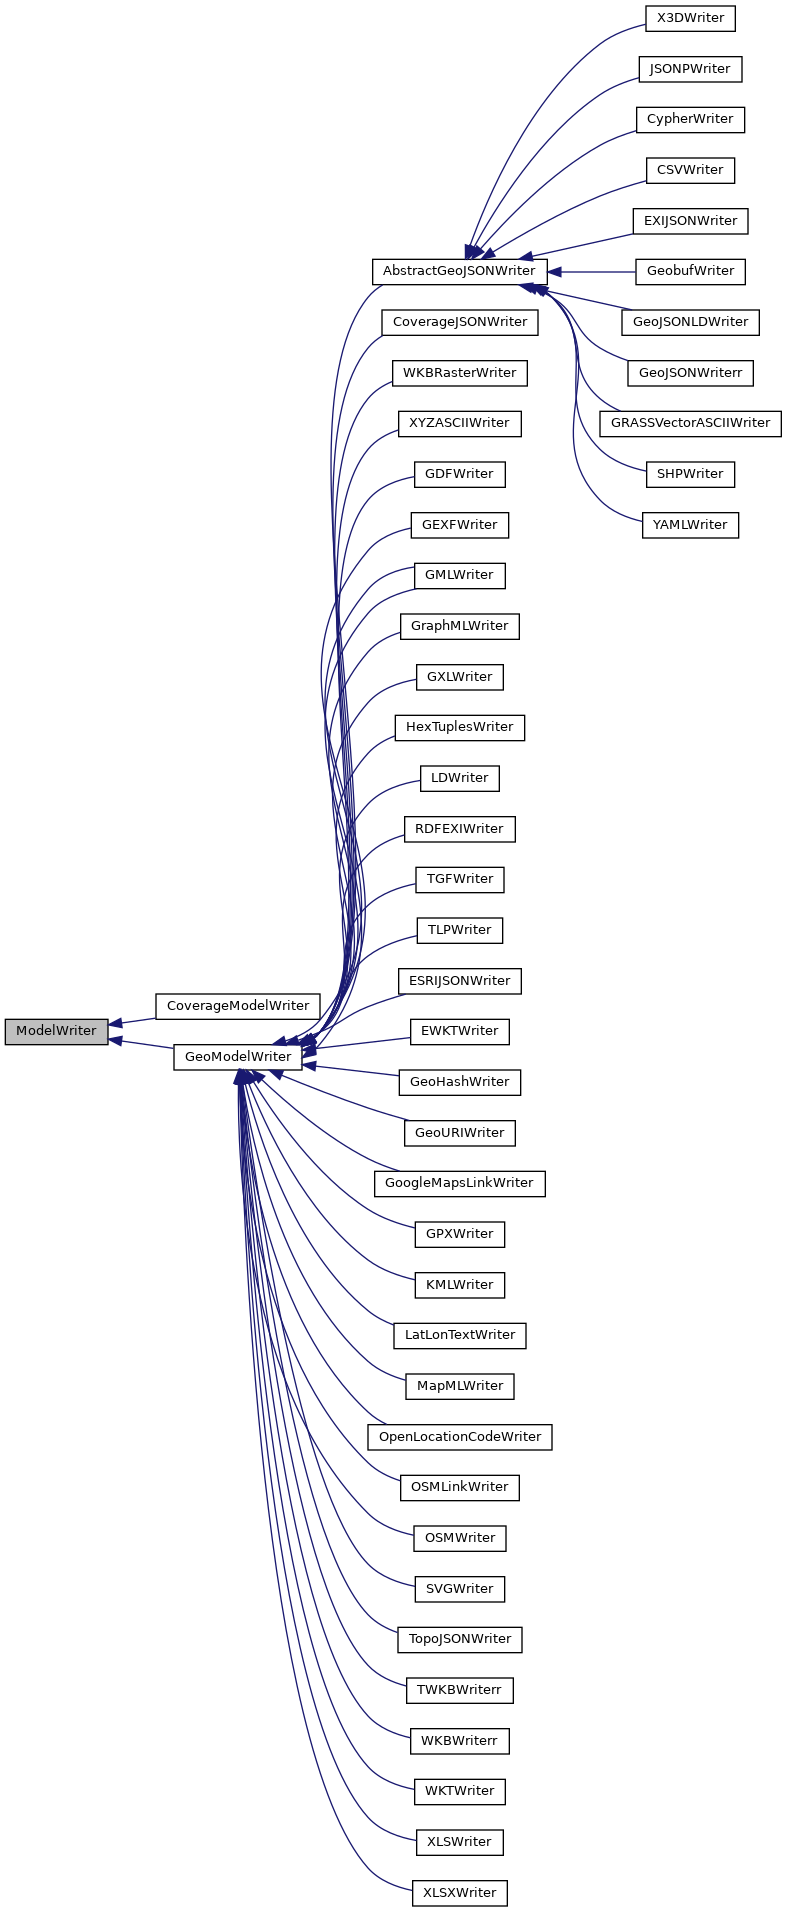 X3DWriter
JSONPWriter
CypherWriter
CSVWriter
EXIJSONWriter
AbstractGeoJSONWriter
GeobufWriter
CoverageJSONWriter
GeoJSONLDWriter
WKBRasterWriter
GeoJSONWriterr
XYZASCIIWriter
GRASSVectorASCIIWriter
GDFWriter
SHPWriter
GEXFWriter
YAMLWriter
GMLWriter
GraphMLWriter
GXLWriter
HexTuplesWriter
LDWriter
RDFEXIWriter
TGFWriter
TLPWriter
ESRIJSONWriter
CoverageModelWriter
ModelWriter
EWKTWriter
GeoModelWriter
GeoHashWriter
GeoURIWriter
GoogleMapsLinkWriter
GPXWriter
KMLWriter
LatLonTextWriter
MapMLWriter
OpenLocationCodeWriter
OSMLinkWriter
OSMWriter
SVGWriter
TopoJSONWriter
TWKBWriterr
WKBWriterr
WKTWriter
XLSWriter
XLSXWriter